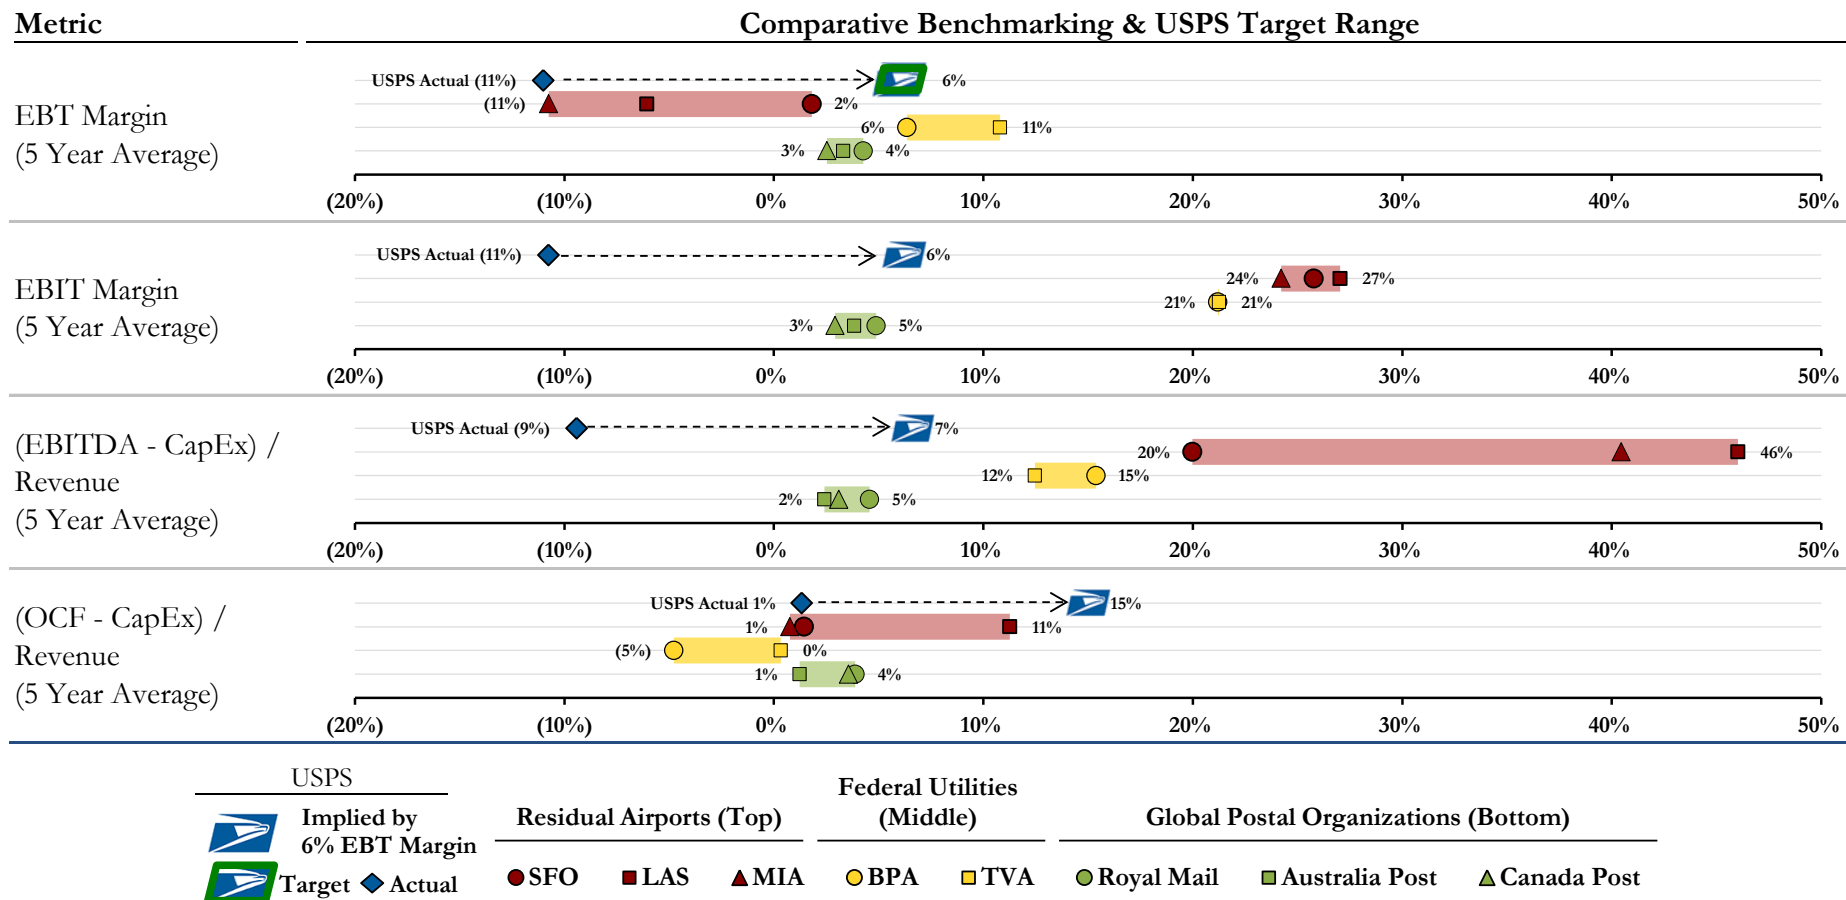 Metric
Comparative Benchmarking & USPS Target Range
EBT Margin
(5 Year Average)
USPS Actual (11%)
6%
(11%)
2%
6%
11%
3%
4%
(20%)
(10%)
0%
10%
20%
30%
40%
50%
EBIT Margin
(5 Year Average)
USPS Actual (11%)
6%
24%
27%
21%
21%
3%
5%
(20%)
(10%)
0%
10%
20%
30%
40%
50%
(EBITDA - CapEx) /
Revenue
(5 Year Average)
USPS Actual (9%)
7%
20%
46%
12%
15%
2%
5%
(20%)
(10%)
0%
10%
20%
30%
40%
50%
(OCF - CapEx) /
Revenue
(5 Year Average)
USPS Actual 1%
15%
1%
11%
(5%)
0%
1%
4%
(20%)
(10%)
0%
10%
20%
30%
40%
50%
USPS
Implied by
6% EBT Margin
Target
Actual
Residual Airports (Top)
SFO
LAS
MIA
Federal Utilities
(Middle)
BPA
TVA
Global Postal Organizations (Bottom)
Royal Mail
Australia Post
Canada Post